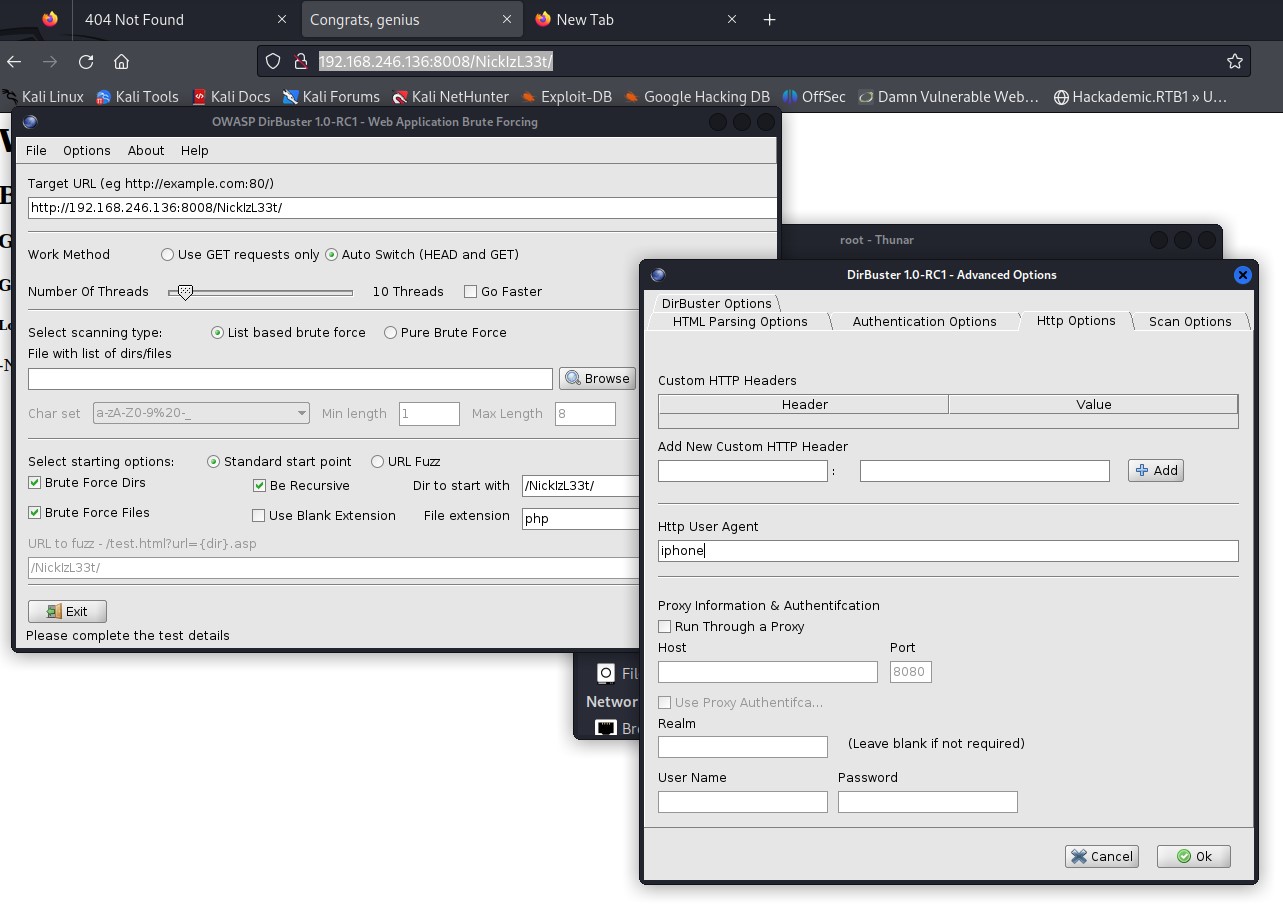 404 Not Found
Congrats, genius
New Tab
192.168.246.136:8008/NickIzL33t/
Kali Linux Kali Tools Kali Docs Kali Forums Kali NetHunter Exploit-DB Google Hacking DB OffSec Damn Vulnerable Web… Hackademic.RTB1 » U…
OWASP DirBuster 1.0-RC1 - Web Application Brute Forcing
File Options About Help
Target URL (eg http://example.com:80/)
http://192.168.246.136:8008/NickIzL33t/
Work Method Use GET requests only Auto Switch (HEAD and GET)
Number Of Threads 10 Threads Go Faster
Select scanning type: List based brute force Pure Brute Force
File with list of dirs/files
Browse
Char set a-zA-Z0-9%20-_ Min length 1 Max Length 8
Select starting options: Standard start point URL Fuzz
Brute Force Dirs Be Recursive Dir to start with /NickIzL33t/
Brute Force Files Use Blank Extension File extension php
URL to fuzz - /test.html?url={dir}.asp
/NickIzL33t/
Exit
Please complete the test details
root - Thunar
Fil
Networ
Bro
DirBuster 1.0-RC1 - Advanced Options
DirBuster Options
HTML Parsing Options Authentication Options Http Options Scan Options
Custom HTTP Headers
Header Value
Add New Custom HTTP Header
: Add
Http User Agent
iphone
Proxy Information & Authentifcation
Run Through a Proxy
Host Port
8080
Use Proxy Authentifca...
Realm
(Leave blank if not required)
User Name Password
Cancel Ok